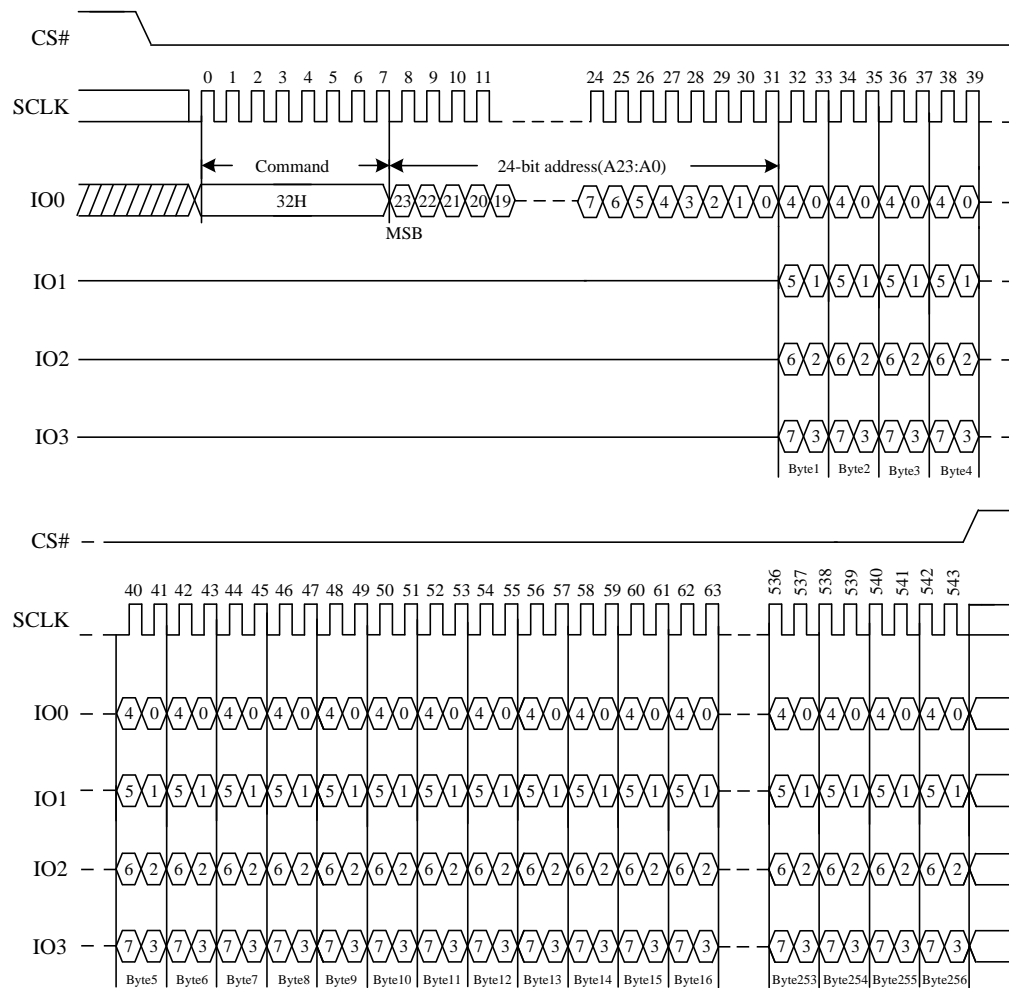 CS#
0 1 2 3 4 5 6 7 8 9 10 11 24 25 26 27 28 29 30 31 32 33 34 35 36 37 38 39
SCLK
Command 24-bit address(A23:A0)
IO0 32H 23 22 21 20 19 7 6 5 4 3 2 1 0 4 0 4 0 4 0 4 0
MSB
IO1 5 1 5 1 5 1 5 1
IO2 6 2 6 2 6 2 6 2
IO3 7 3 7 3 7 3 7 3
Byte1 Byte2 Byte3 Byte4
CS#
40 41 42 43 44 45 46 47 48 49 50 51 52 53 54 55 56 57 58 59 60 61 62 63 536 537 538 539 540 541 542 543
SCLK
IO0 4 0 4 0 4 0 4 0 4 0 4 0 4 0 4 0 4 0 4 0 4 0 4 0 4 0 4 0 4 0 4 0
IO1 5 1 5 1 5 1 5 1 5 1 5 1 5 1 5 1 5 1 5 1 5 1 5 1 5 1 5 1 5 1 5 1
IO2 6 2 6 2 6 2 6 2 6 2 6 2 6 2 6 2 6 2 6 2 6 2 6 2 6 2 6 2 6 2 6 2
IO3 7 3 7 3 7 3 7 3 7 3 7 3 7 3 7 3 7 3 7 3 7 3 7 3 7 3 7 3 7 3 7 3
Byte5 Byte6 Byte7 Byte8 Byte9 Byte10 Byte11 Byte12 Byte13 Byte14 Byte15 Byte16 Byte253 Byte254 Byte255 Byte256